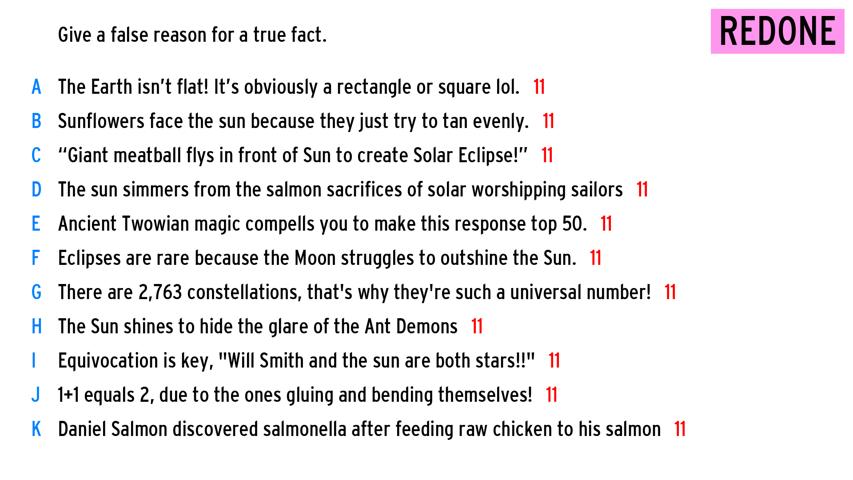 Give a false reason for a true fact.
REDONE
A The Earth isn't flat! It's obviously a rectangle or square lol. 11
B Sunflowers face the sun because they just try to tan evenly. 11
C “Giant meatball flys in front of Sun to create Solar Eclipse!” 11
D The sun simmers from the salmon sacrifices of solar worshipping sailors 11
E Ancient Twowian magic compells you to make this response top 50. 11
F Eclipses are rare because the Moon struggles to outshine the Sun. 11
G There are 2,763 constellations, that's why they're such a universal number! 11
H The Sun shines to hide the glare of the Ant Demons 11
I Equivocation is key, "Will Smith and the sun are both stars!!" 11
J 1+1 equals 2, due to the ones gluing and bending themselves! 11
K Daniel Salmon discovered salmonella after feeding raw chicken to his salmon 11